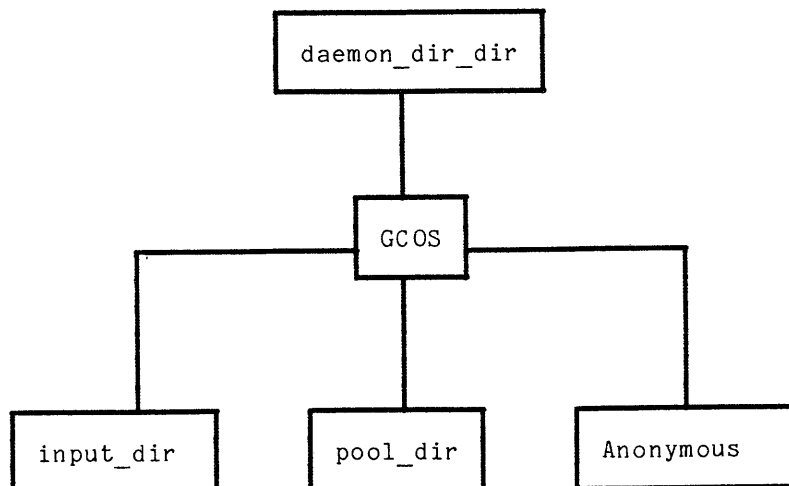 daemon_dir_dir
GCOS
input_dir
pool_dir
Anonymous